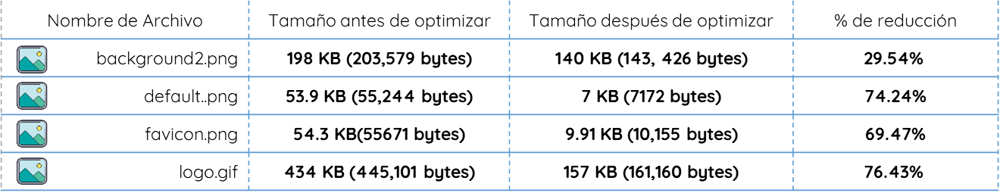 Nombre de Archivo Tamaño antes de optimizar Tamaño después de optimizar % de reducción
background2.png 198 KB (203,579 bytes) 140 KB (143, 426 bytes) 29.54%
default..png 53.9 KB (55,244 bytes) 7 KB (7172 bytes) 74.24%
favicon.png 54.3 KB(55671 bytes) 9.91 KB (10,155 bytes) 69.47%
logo.gif 434 KB (445,101 bytes) 157 KB (161,160 bytes) 76.43%